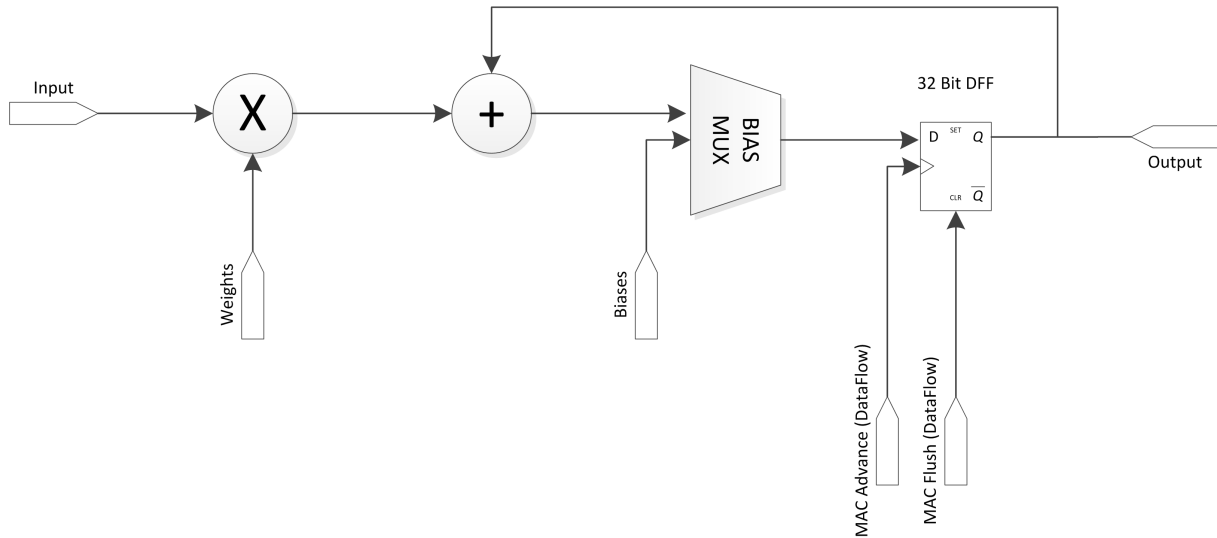 Input
X
+
BIAS
MUX
32 Bit DFF
D
SET
Q
CLR
Q̅
Output
Weights
Biases
MAC Advance (DataFlow)
MAC Flush (DataFlow)